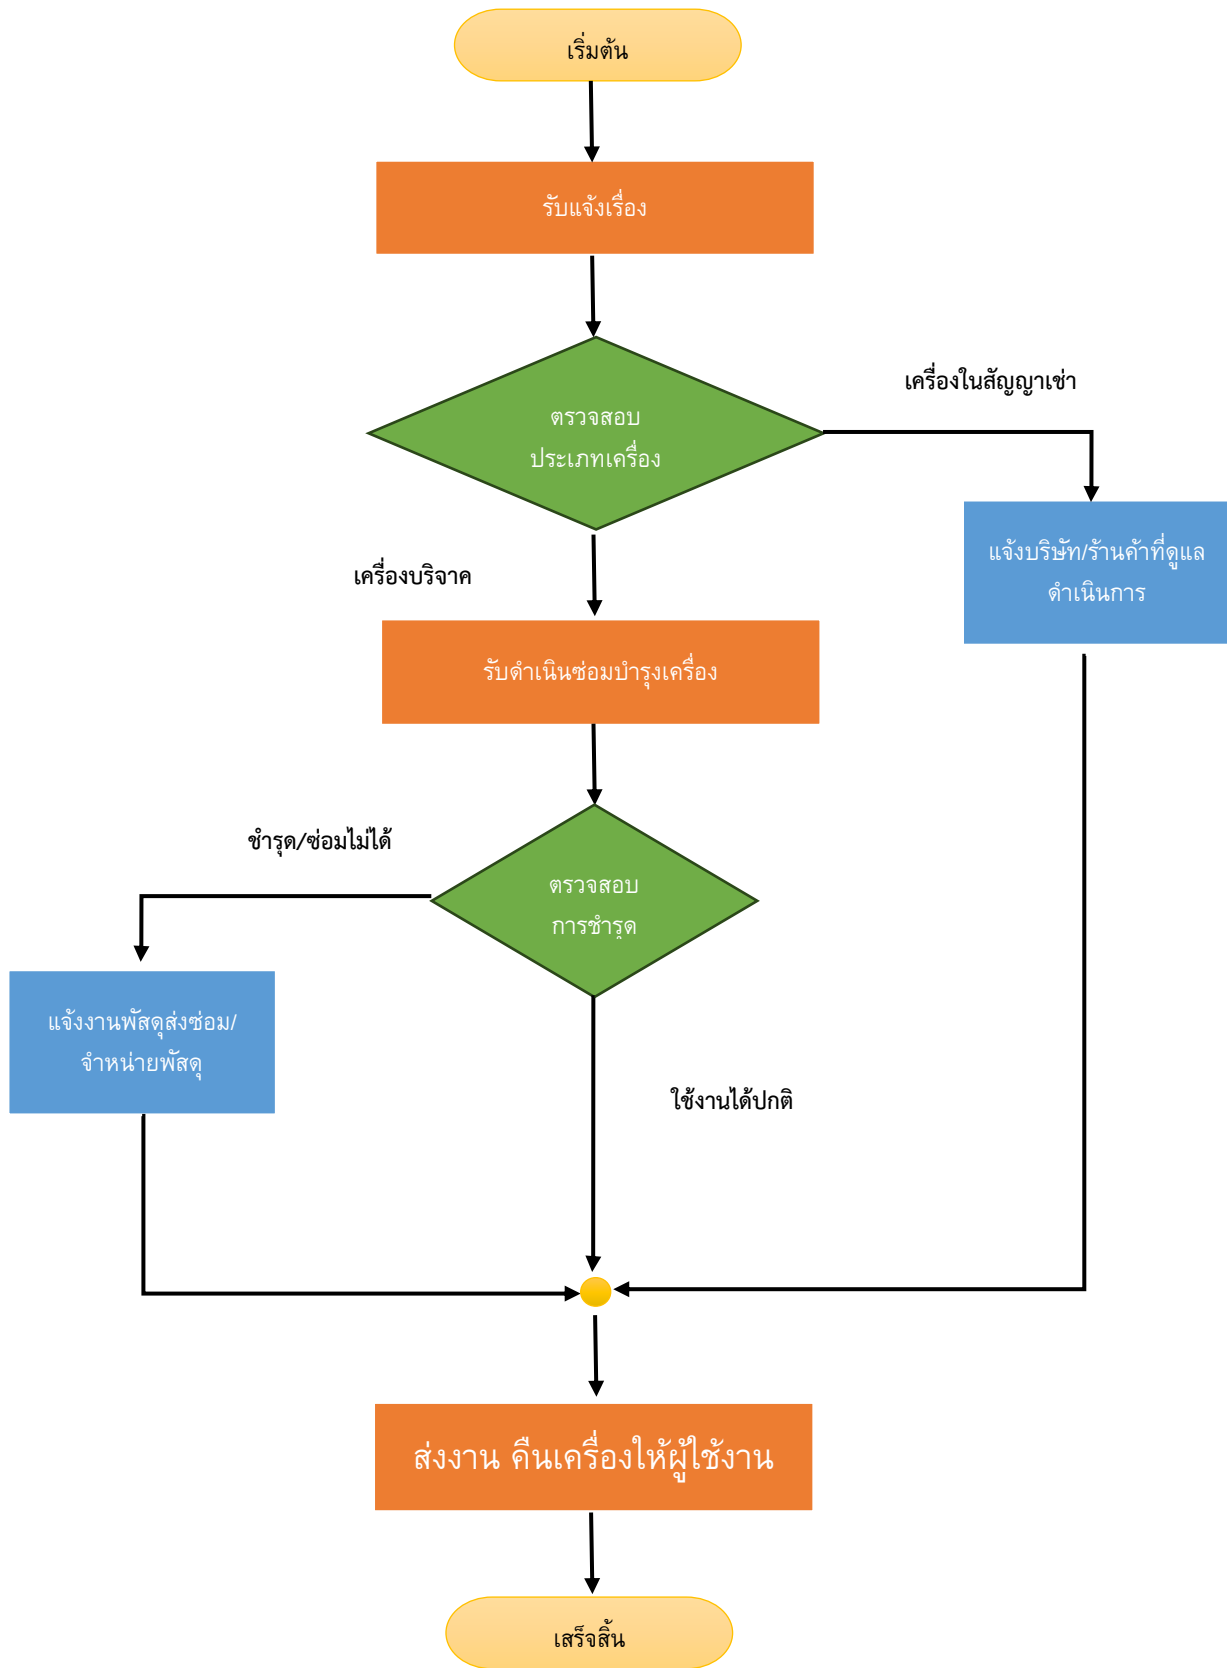 เริ่มต้น
รับแจ้งเรื่อง
เครื่องในสัญญาเช่า
ตรวจสอบ
ประเภทเครื่อง
แจ้งบริษัท/ร้านค้าที่ดูแล
ดำเนินการ
เครื่องบริจาค
รับดำเนินซ่อมบำรุงเครื่อง
ชำรุด/ซ่อมไม่ได้
ตรวจสอบ
การชำรุด
แจ้งงานพัสดุส่งซ่อม/
จำหน่ายพัสดุ
ใช้งานได้ปกติ
ส่งงาน คืนเครื่องให้ผู้ใช้งาน
เสร็จสิ้น